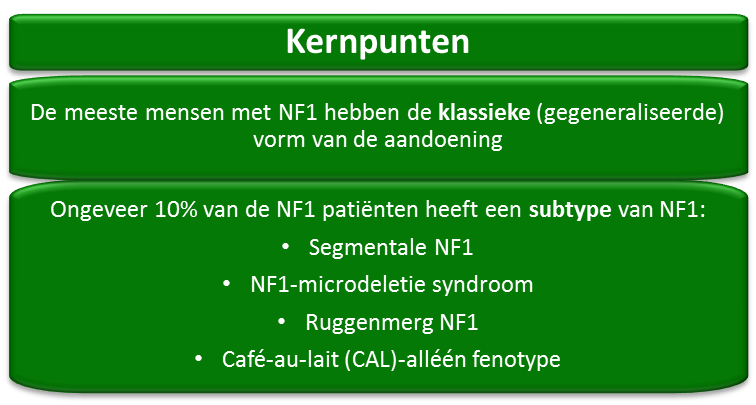 Kernpunten
De meeste mensen met NF1 hebben de klassieke (gegeneraliseerde)
vorm van de aandoening
Ongeveer 10% van de NF1 patiënten heeft een subtype van NF1:
• Segmentale NF1
• NF1-microdeletie syndroom
• Ruggenmerg NF1
• Café-au-lait (CAL)-alléén fenotype